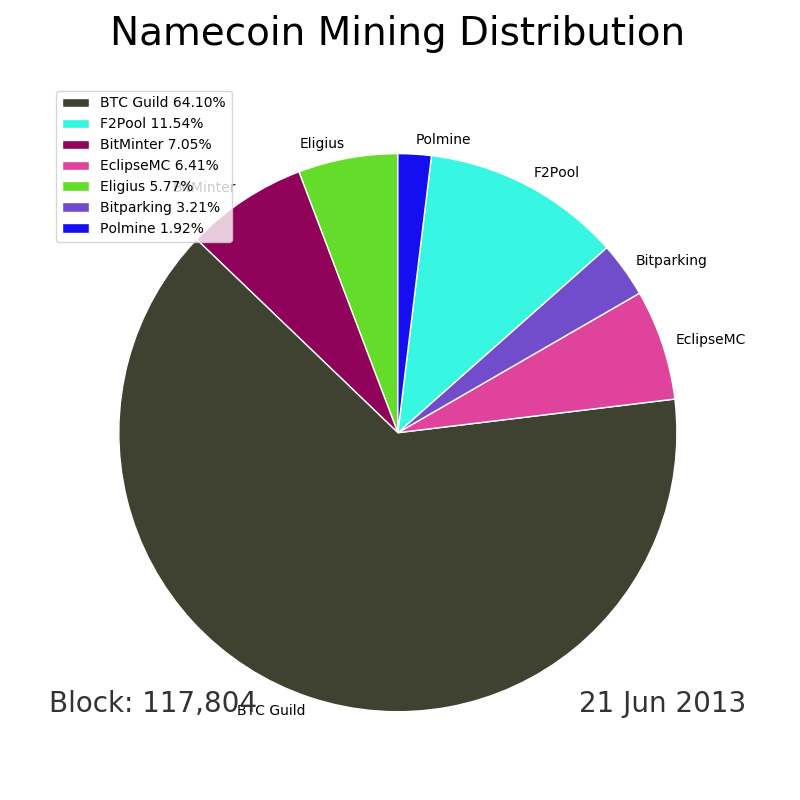 Namecoin Mining Distribution
BTC Guild 64.10%
F2Pool 11.54%
BitMinter 7.05%
EclipseMC 6.41%
Eligius 5.77%
Bitparking 3.21%
Polmine 1.92%
Polmine
Eligius
F2Pool
BitMinter
Bitparking
EclipseMC
Block: 117,804
BTC Guild
21 Jun 2013